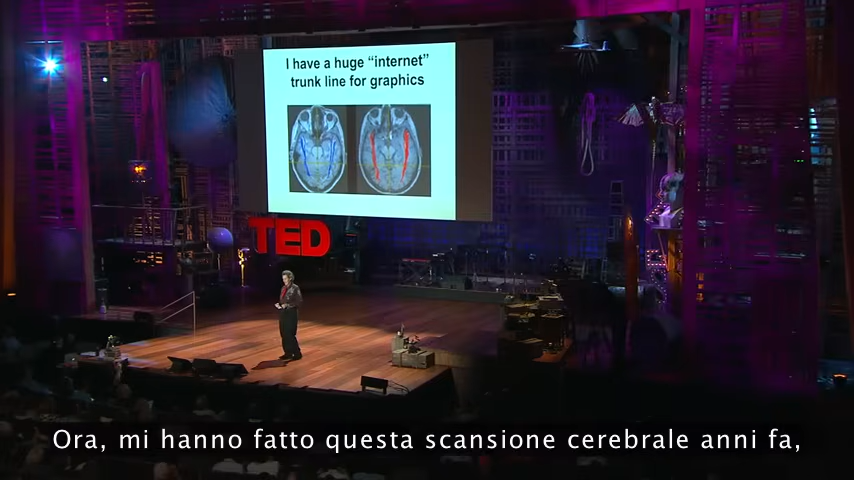 I have a huge “internet”
trunk line for graphics
TED
Ora, mi hanno fatto questa scansione cerebrale anni fa,